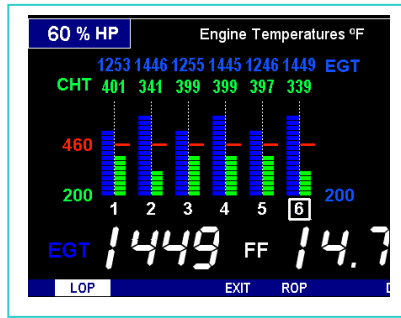 60 % HP Engine Temperatures ºF
1253 1446 1255 1445 1246 1449 EGT
CHT 401 341 399 399 397 339
460
200 200
1 2 3 4 5 6
EGT 1449 FF 14.7
LOP EXIT ROP